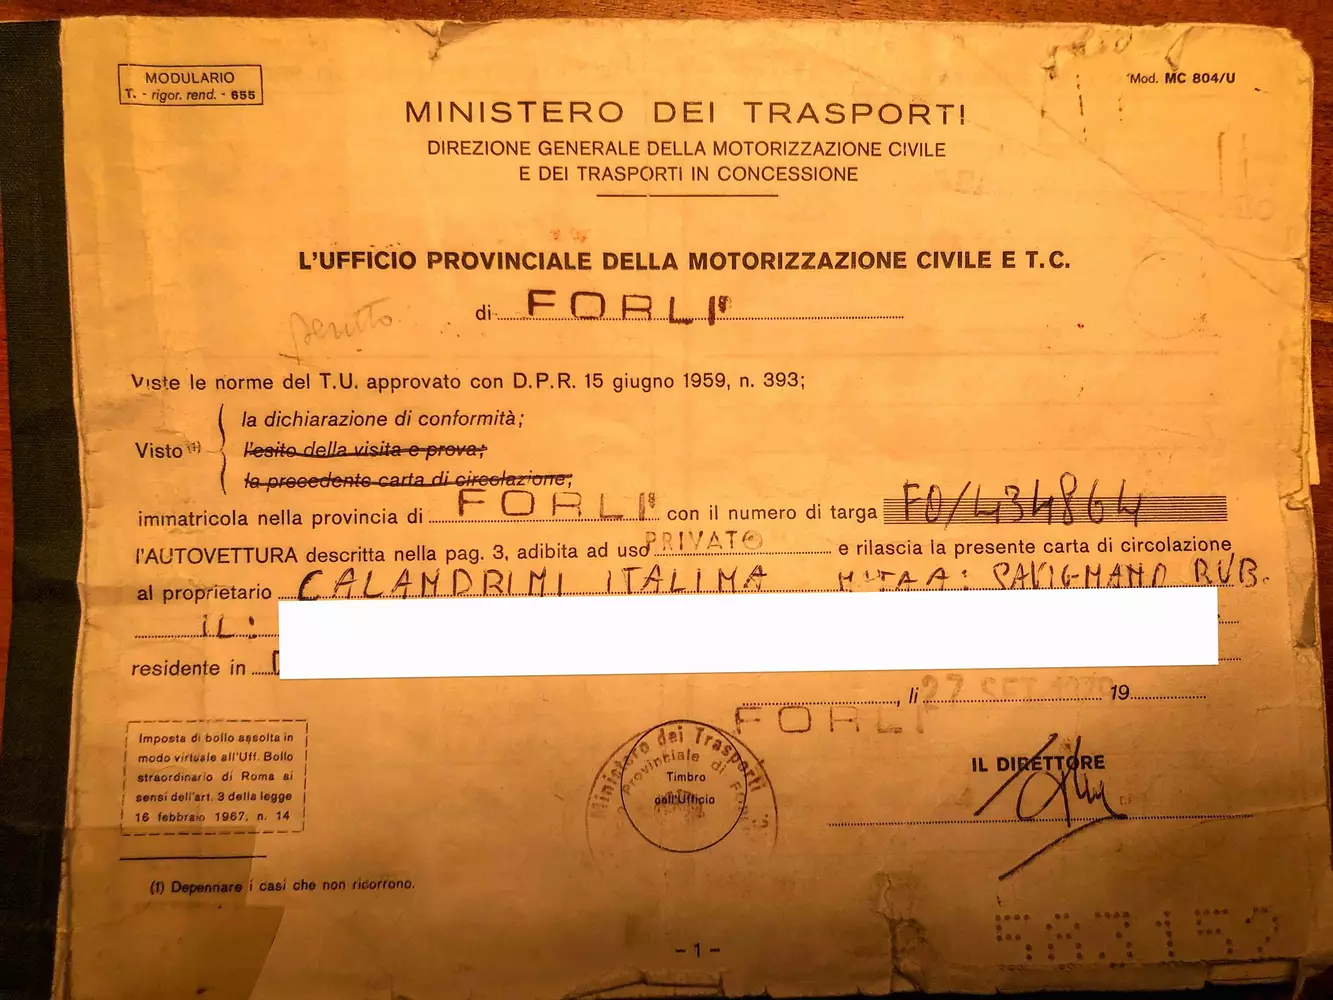 MODULARIO
T. - rigor. rend. - 655
Mod. MC 804/U
MINISTERO DEI TRASPORTI
DIREZIONE GENERALE DELLA MOTORIZZAZIONE CIVILE
E DEI TRASPORTI IN CONCESSIONE
L'UFFICIO PROVINCIALE DELLA MOTORIZZAZIONE CIVILE E T.C.
di FORLI'
Viste le norme del T.U. approvato con D.P.R. 15 giugno 1959, n. 393;
la dichiarazione di conformità;
Visto (1) l'esito della visita e prova;
la precedente carta di circolazione;
immatricola nella provincia di FORLI' con il numero di targa FO/434864
l'AUTOVETTURA descritta nella pag. 3, adibita ad uso PRIVATO e rilascia la presente carta di circolazione
al proprietario CALANDRINI ITALINA NATA A: SAVIGNANO RUB.
IL:
residente in
, lì 27 SET 19
FORLI'
Imposta di bollo assolta in
modo virtuale all'Uff. Bollo
straordinario di Roma ai
sensi dell'art. 3 della legge
16 febbraio 1967, n. 14
Ministero dei Trasporti
Provinciale di FORLI'
Timbro
dell'Ufficio
IL DIRETTORE
(1) Depennare i casi che non ricorrono.
583152
- 1 -